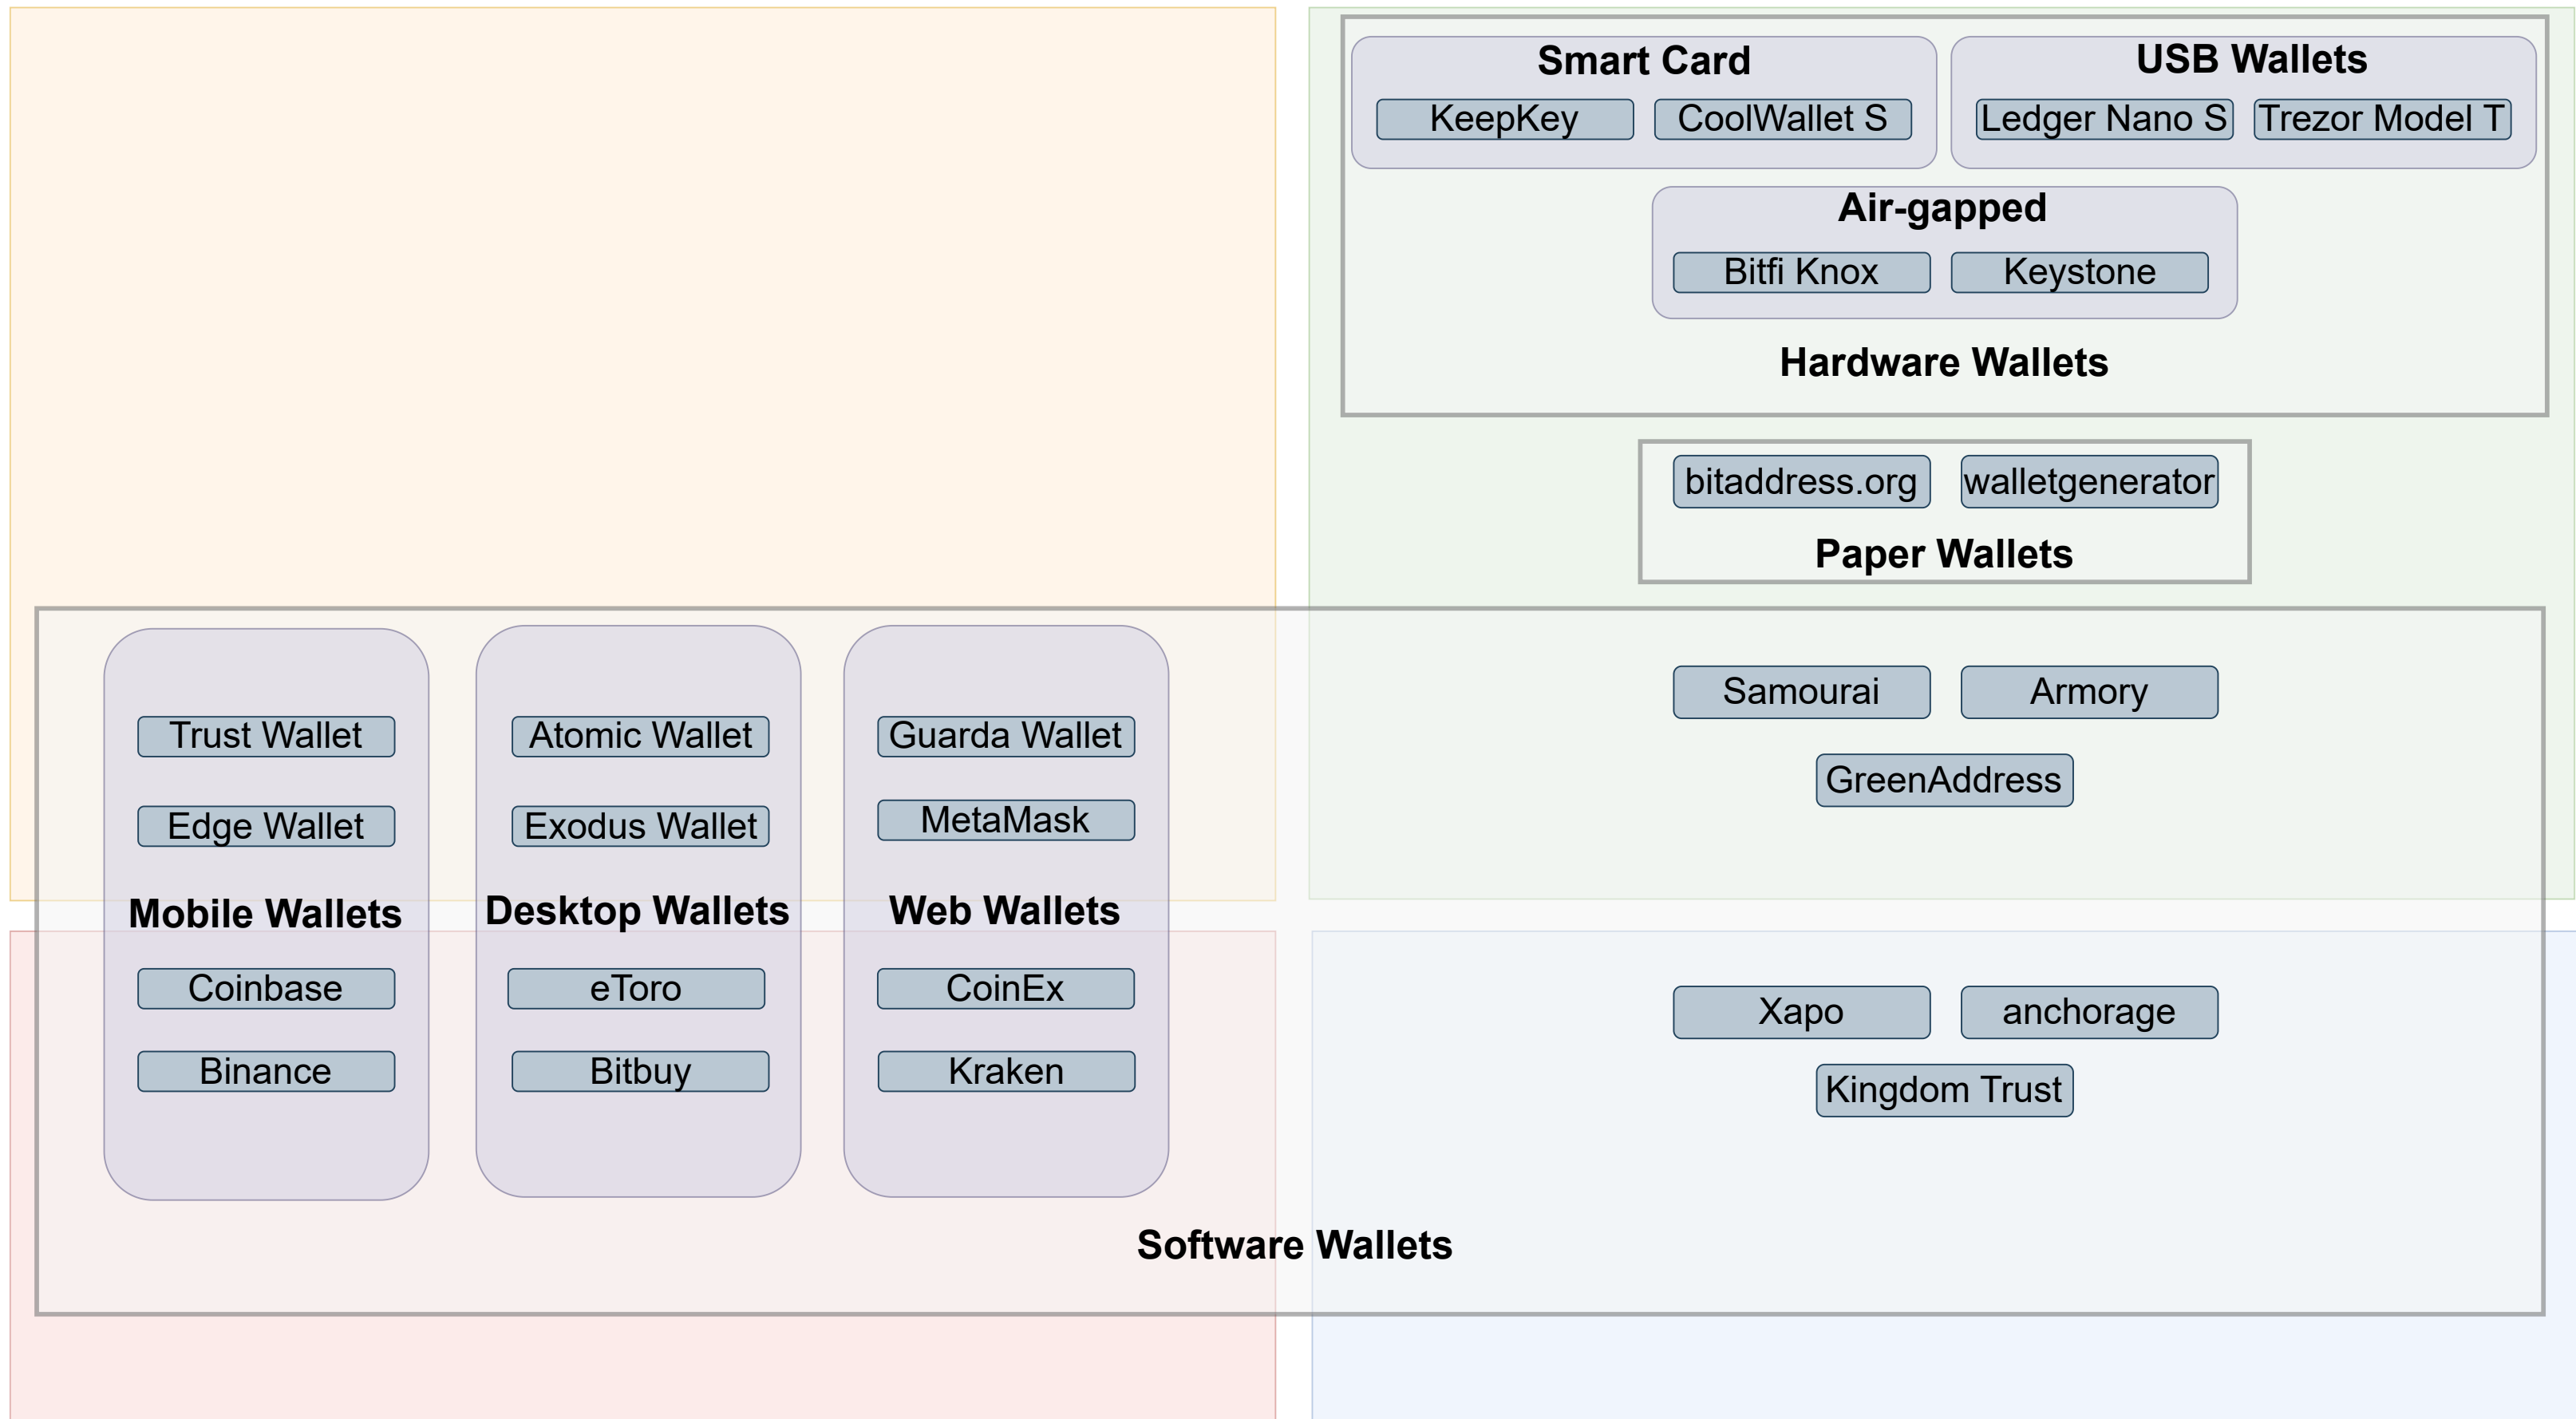 Smart Card
KeepKey
CoolWallet S
USB Wallets
Ledger Nano S
Trezor Model T
Air-gapped
Bitfi Knox
Keystone
Hardware Wallets
bitaddress.org
walletgenerator
Paper Wallets
Trust Wallet
Edge Wallet
Mobile Wallets
Coinbase
Binance
Atomic Wallet
Exodus Wallet
Desktop Wallets
eToro
Bitbuy
Guarda Wallet
MetaMask
Web Wallets
CoinEx
Kraken
Samourai
Armory
GreenAddress
Xapo
anchorage
Kingdom Trust
Software Wallets